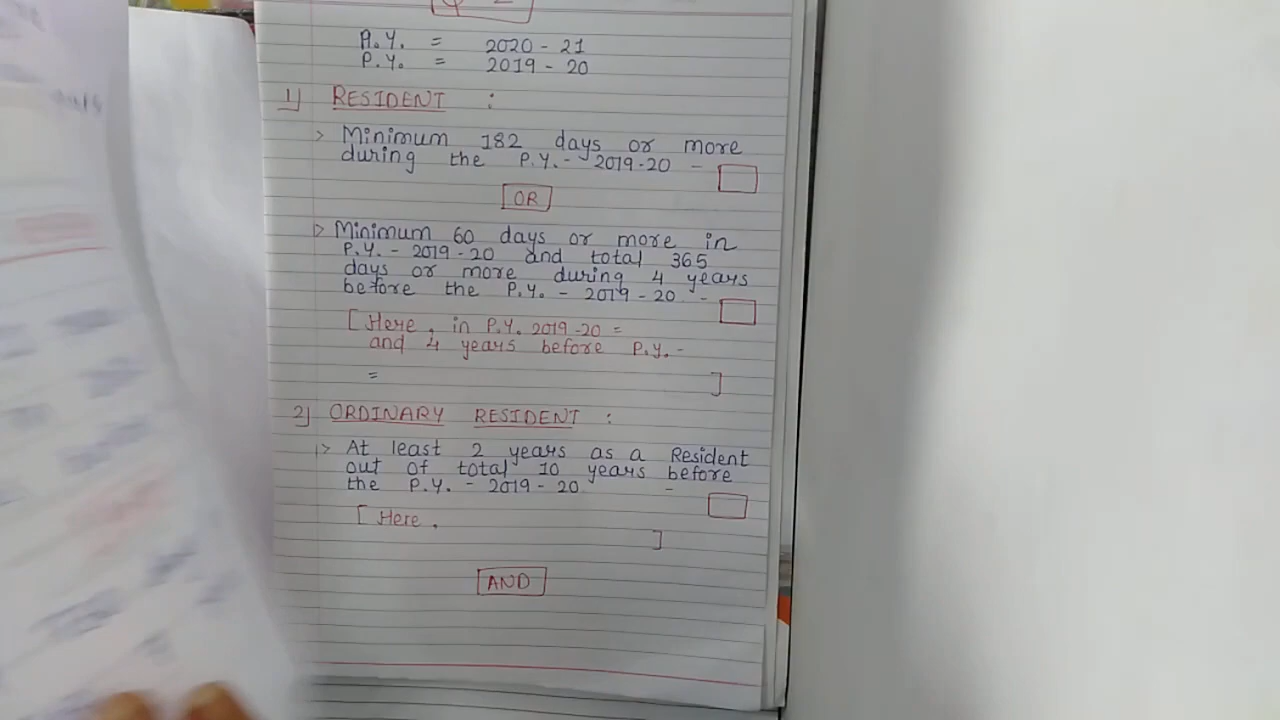 A.Y. = 2020 - 21
P.Y. = 2019 - 20
1] RESIDENT :
> Minimum 182 days or more
during the P.Y. - 2019-20 -
OR
> Minimum 60 days or more in
P.Y. - 2019-20 and total 365
days or more during 4 years
before the P.Y. - 2019-20 -
[ Here, in P.Y. 2019-20 =
and 4 years before P.Y. -
= ]
2] ORDINARY RESIDENT :
1> At least 2 years as a Resident
out of total 10 years before
the P.Y. - 2019-20 -
[ Here,
]
AND